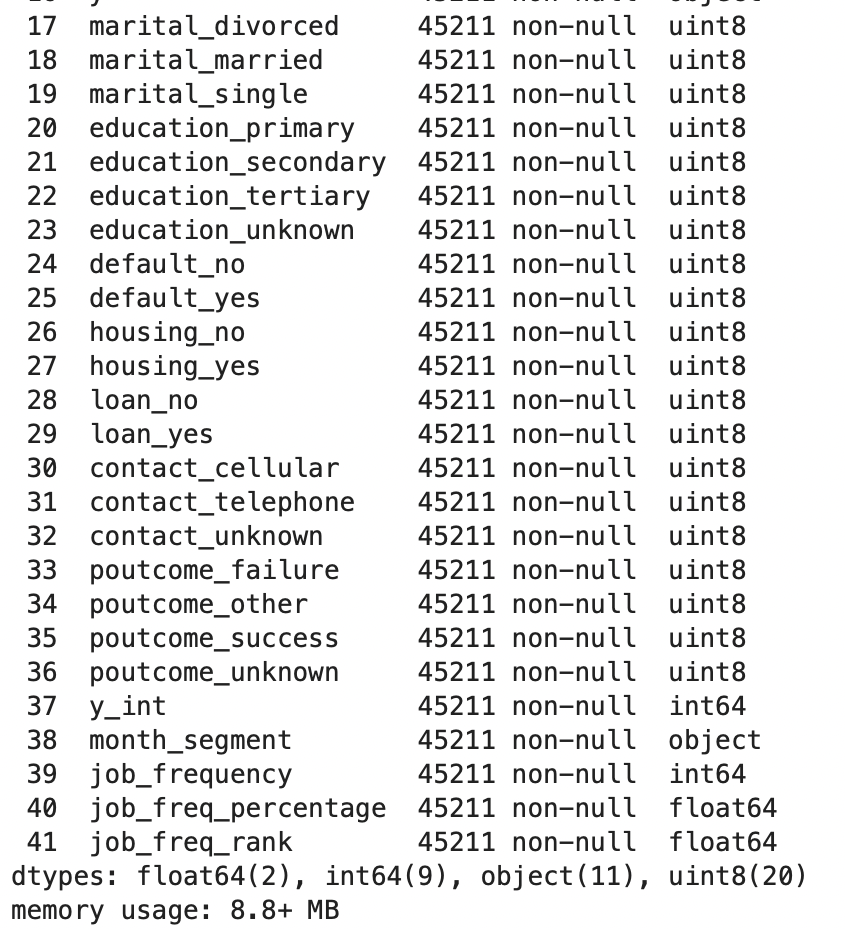 17  marital_divorced     45211 non-null  uint8
18  marital_married      45211 non-null  uint8
19  marital_single       45211 non-null  uint8
20  education_primary    45211 non-null  uint8
21  education_secondary  45211 non-null  uint8
22  education_tertiary   45211 non-null  uint8
23  education_unknown    45211 non-null  uint8
24  default_no           45211 non-null  uint8
25  default_yes          45211 non-null  uint8
26  housing_no           45211 non-null  uint8
27  housing_yes          45211 non-null  uint8
28  loan_no              45211 non-null  uint8
29  loan_yes             45211 non-null  uint8
30  contact_cellular     45211 non-null  uint8
31  contact_telephone    45211 non-null  uint8
32  contact_unknown      45211 non-null  uint8
33  poutcome_failure     45211 non-null  uint8
34  poutcome_other       45211 non-null  uint8
35  poutcome_success     45211 non-null  uint8
36  poutcome_unknown     45211 non-null  uint8
37  y_int                45211 non-null  int64
38  month_segment        45211 non-null  object
39  job_frequency        45211 non-null  int64
40  job_freq_percentage  45211 non-null  float64
41  job_freq_rank        45211 non-null  float64
dtypes: float64(2), int64(9), object(11), uint8(20)
memory usage: 8.8+ MB